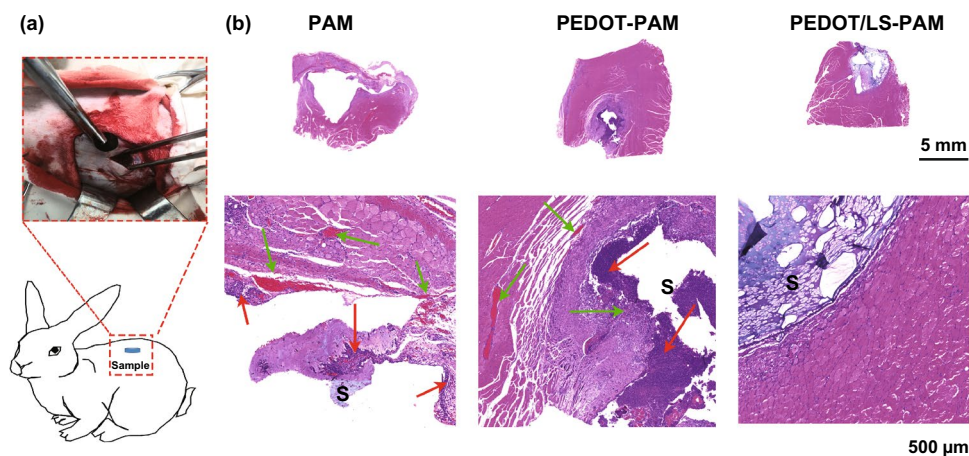 (a)
(b)
PAM
PEDOT-PAM
PEDOT/LS-PAM
5 mm
S
S
S
Sample
500 µm